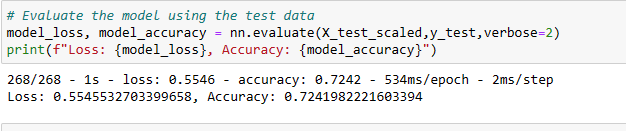 # Evaluate the model using the test data
model_loss, model_accuracy = nn.evaluate(X_test_scaled,y_test,verbose=2)
print(f"Loss: {model_loss}, Accuracy: {model_accuracy}")
268/268 - 1s - loss: 0.5546 - accuracy: 0.7242 - 534ms/epoch - 2ms/step
Loss: 0.5545532703399658, Accuracy: 0.7241982221603394